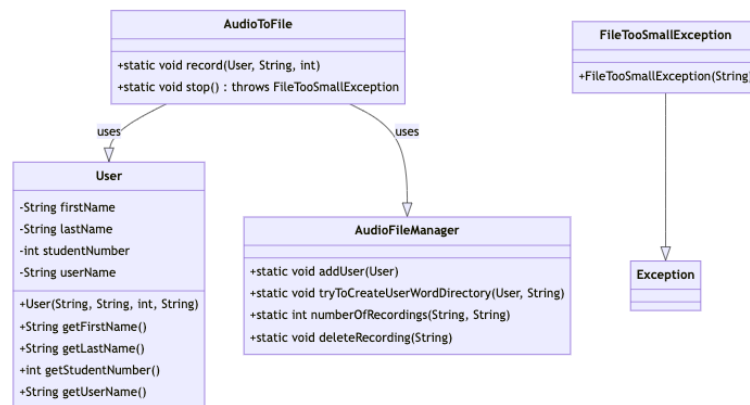 AudioToFile
+static void record(User, String, int)
+static void stop() : throws FileTooSmallException
FileTooSmallException
+FileTooSmallException(String)
uses
uses
User
-String firstName
-String lastName
-int studentNumber
-String userName
+User(String, String, int, String)
+String getFirstName()
+String getLastName()
+int getStudentNumber()
+String getUserName()
AudioFileManager
+static void addUser(User)
+static void tryToCreateUserWordDirectory(User, String)
+static int numberOfRecordings(String, String)
+static void deleteRecording(String)
Exception